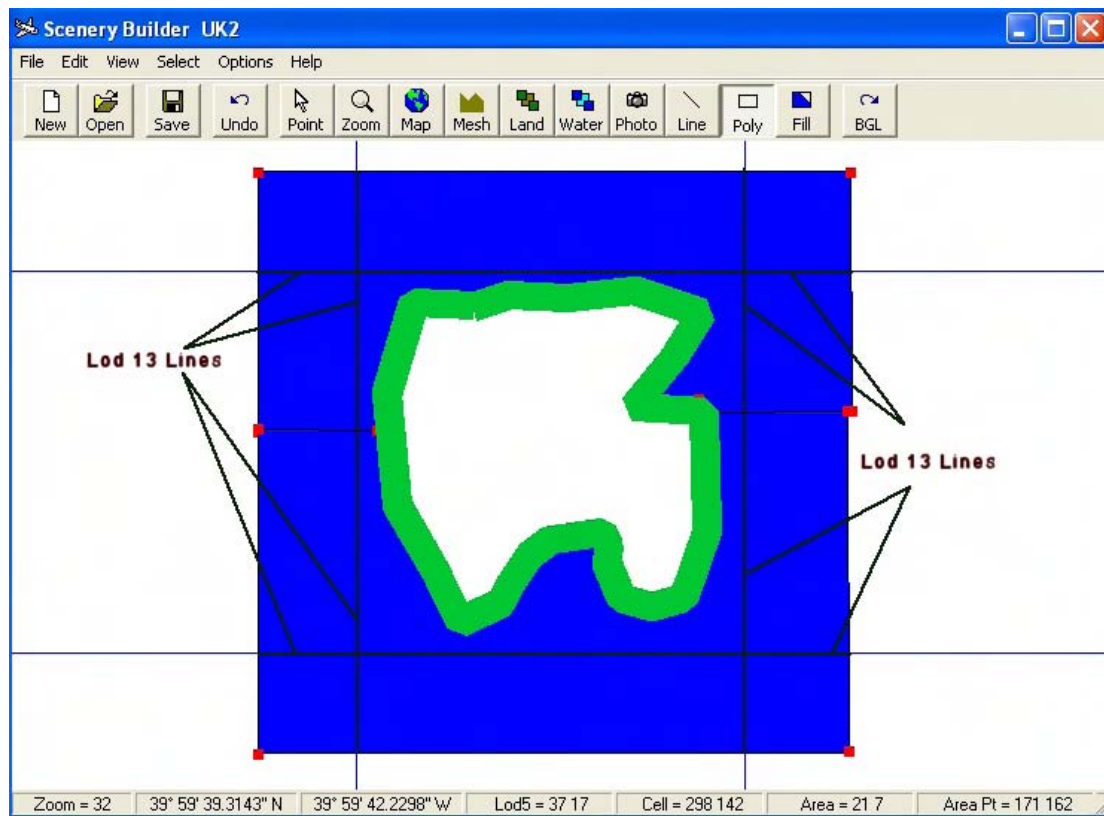 Scenery Builder UK2
File Edit View Select Options Help
New Open Save Undo Point Zoom Map Mesh Land Water Photo Line Poly Fill BGL
Lod 13 Lines
Lod 13 Lines
Zoom = 32 39° 59' 39.3143" N 39° 59' 42.2298" W Lod5 = 37 17 Cell = 298 142 Area = 21 7 Area Pt = 171 162